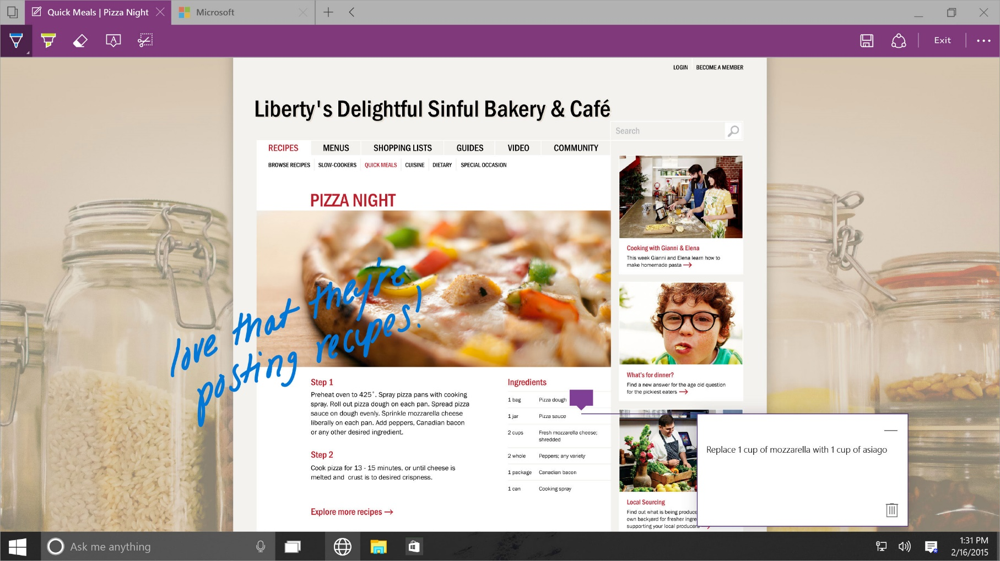 Quick Meals | Pizza Night
Microsoft
A
Exit
LOGIN BECOME A MEMBER
Liberty's Delightful Sinful Bakery & Café
Search
RECIPES MENUS SHOPPING LISTS GUIDES VIDEO COMMUNITY
BROWSE RECIPES SLOW-COOKERS QUICK MEALS CUISINE DIETARY SPECIAL OCCASION
PIZZA NIGHT
love that they're
posting recipes!
Step 1
Preheat oven to 425˚. Spray pizza pans with cooking
spray. Roll out pizza dough on each pan. Spread pizza
sauce on dough evenly. Sprinkle mozzarella cheese
liberally on each pan. Add peppers, Canadian bacon
or any other desired ingredient.
Step 2
Cook pizza for 13 - 15 minutes, or until cheese is
melted and crust is to desired crispness.
Explore more recipes →
Ingredients
1 bag Pizza dough
1 jar Pizza sauce
2 cups Fresh mozzarella cheese;
shredded
2 whole Peppers; any variety
1 package Canadian bacon
1 can Cooking spray
Cooking with Gianni & Elena
This week Gianni and Elena learn how to
make homemade pasta →
What's for dinner?
Find a new answer for the age old question
for the pickiest eaters →
Local Sourcing
Find out what is being produce
own backyard for fresher ingre
supporting your local producers
Replace 1 cup of mozzarella with 1 cup of asiago
Ask me anything
1:31 PM
2/16/2015